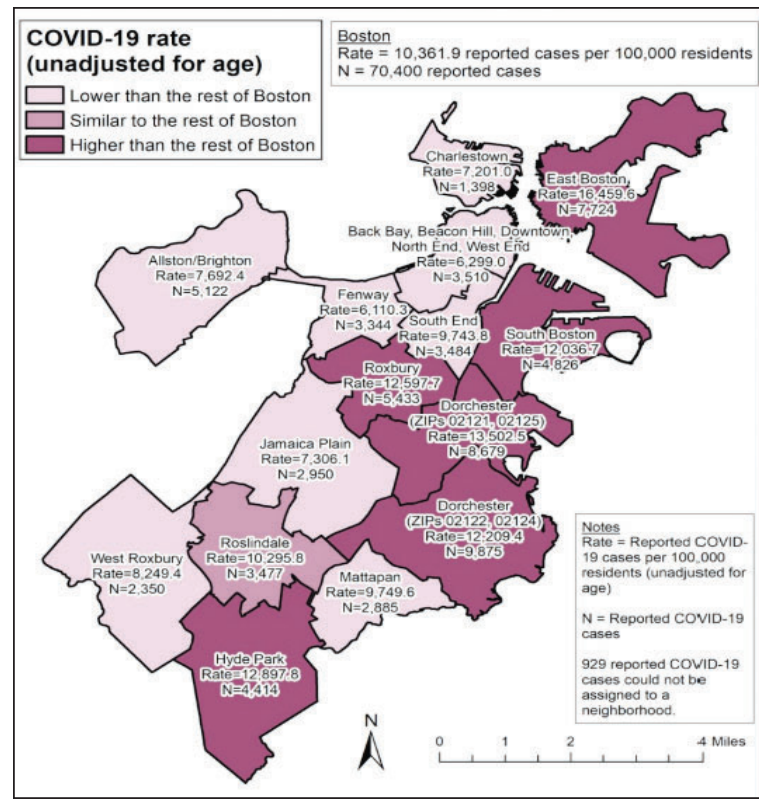 COVID-19 rate
(unadjusted for age)
Lower than the rest of Boston
Similar to the rest of Boston
Higher than the rest of Boston
Boston
Rate = 10,361.9 reported cases per 100,000 residents
N = 70,400 reported cases
Charlestown
Rate=7,201.0
N=1,398
East Boston
Rate=16,459.6
N=7,724
Back Bay, Beacon Hill, Downtown,
North End, West End
Rate=6,299.0
N=3,510
Allston/Brighton
Rate=7,692.4
N=5,122
Fenway
Rate=6,110.3
N=3,344
South End
Rate=9,743.8
N=3,484
South Boston
Rate=12,036.7
N=4,826
Roxbury
Rate=12,597.7
N=5,433
Dorchester
(ZIPs 02121, 02125)
Rate=13,502.5
N=8,679
Jamaica Plain
Rate=7,306.1
N=2,950
Dorchester
(ZIPs 02122, 02124)
Rate=12,209.4
N=9,875
West Roxbury
Rate=8,249.4
N=2,350
Roslindale
Rate=10,295.8
N=3,477
Mattapan
Rate=9,749.6
N=2,885
Hyde Park
Rate=12,897.8
N=4,414
Notes
Rate = Reported COVID-
19 cases per 100,000
residents (unadjusted for
age)
N = Reported COVID-19
cases
929 reported COVID-19
cases could not be
assigned to a
neighborhood.
N
0 1 2 4 Miles